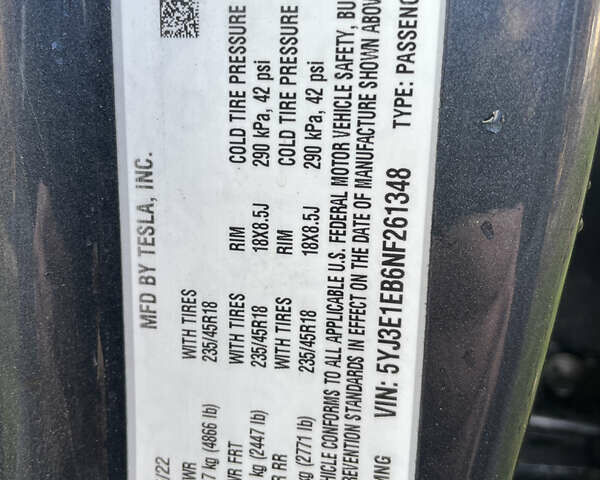 MFD BY TESLA, INC.
/22
WR WITH TIRES RIM COLD TIRE PRESSURE
7 kg (4866 lb) 235/45R18 18X8.5J 290 kPa, 42 psi
WR FRT WITH TIRES RIM COLD TIRE PRESSURE
kg (2447 lb) 235/45R18 18X8.5J 290 kPa, 42 psi
WR RR WITH TIRES
(2771 lb) 235/45R18
HICLE CONFORMS TO ALL APPLICABLE U.S. FEDERAL MOTOR VEHICLE SAFETY, BU
REVENTION STANDARDS IN EFFECT ON THE DATE OF MANUFACTURE SHOWN ABOV
VIN: 5YJ3E1EB6NF261348 TYPE: PASSENG
MNG